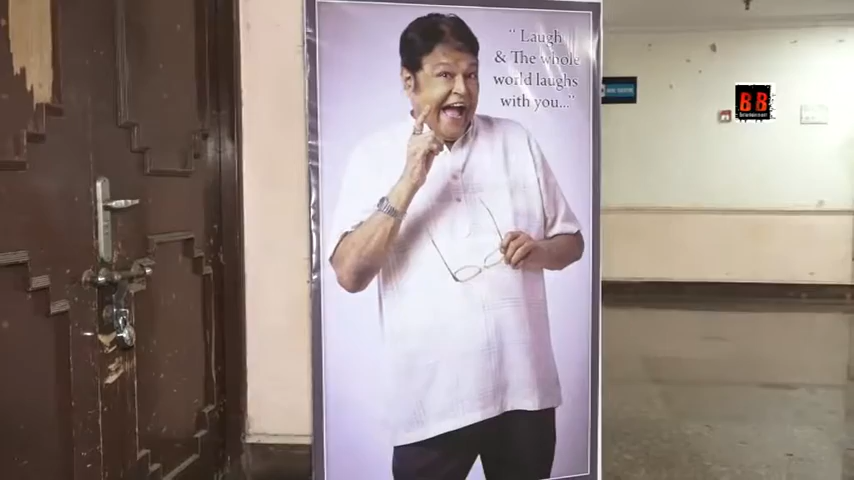 " Laugh
& The whole
world laughs
with you... "
BB